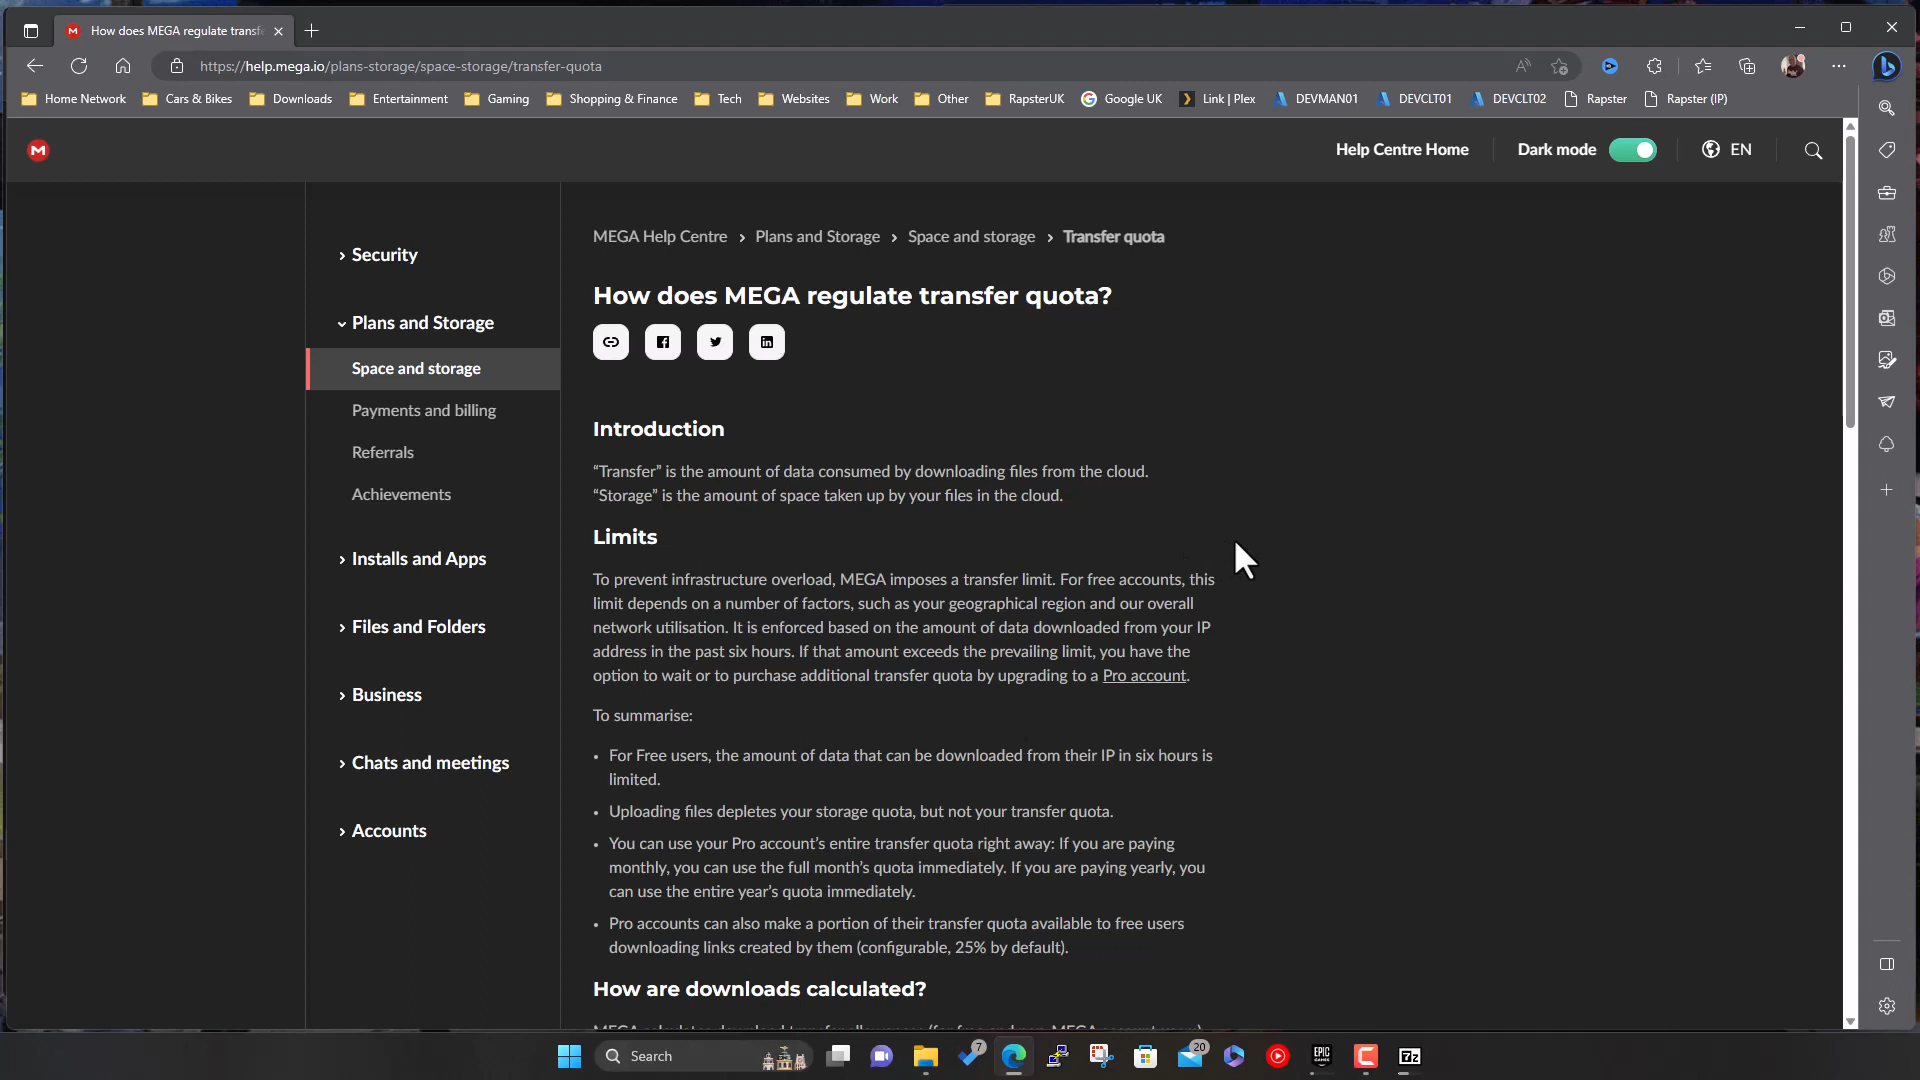 How does MEGA regulate transf
https://help.mega.io/plans-storage/space-storage/transfer-quota
Home Network
Cars & Bikes
Downloads
Entertainment
Gaming
Shopping & Finance
Tech
Websites
Work
Other
RapsterUK
Google UK
Link | Plex
DEVMAN01
DEVCLT01
DEVCLT02
Rapster
Rapster (IP)
M
Help Centre Home
Dark mode
EN
Security
Plans and Storage
Space and storage
Payments and billing
Referrals
Achievements
Installs and Apps
Files and Folders
Business
Chats and meetings
Accounts
MEGA Help Centre › Plans and Storage › Space and storage › Transfer quota
How does MEGA regulate transfer quota?
Introduction
“Transfer” is the amount of data consumed by downloading files from the cloud.
“Storage” is the amount of space taken up by your files in the cloud.
Limits
To prevent infrastructure overload, MEGA imposes a transfer limit. For free accounts, this
limit depends on a number of factors, such as your geographical region and our overall
network utilisation. It is enforced based on the amount of data downloaded from your IP
address in the past six hours. If that amount exceeds the prevailing limit, you have the
option to wait or to purchase additional transfer quota by upgrading to a Pro account.
To summarise:
• For Free users, the amount of data that can be downloaded from their IP in six hours is
limited.
• Uploading files depletes your storage quota, but not your transfer quota.
• You can use your Pro account’s entire transfer quota right away: If you are paying
monthly, you can use the full month’s quota immediately. If you are paying yearly, you
can use the entire year’s quota immediately.
• Pro accounts can also make a portion of their transfer quota available to free users
downloading links created by them (configurable, 25% by default).
How are downloads calculated?
Search
7
20
EPIC
GAMES
7z